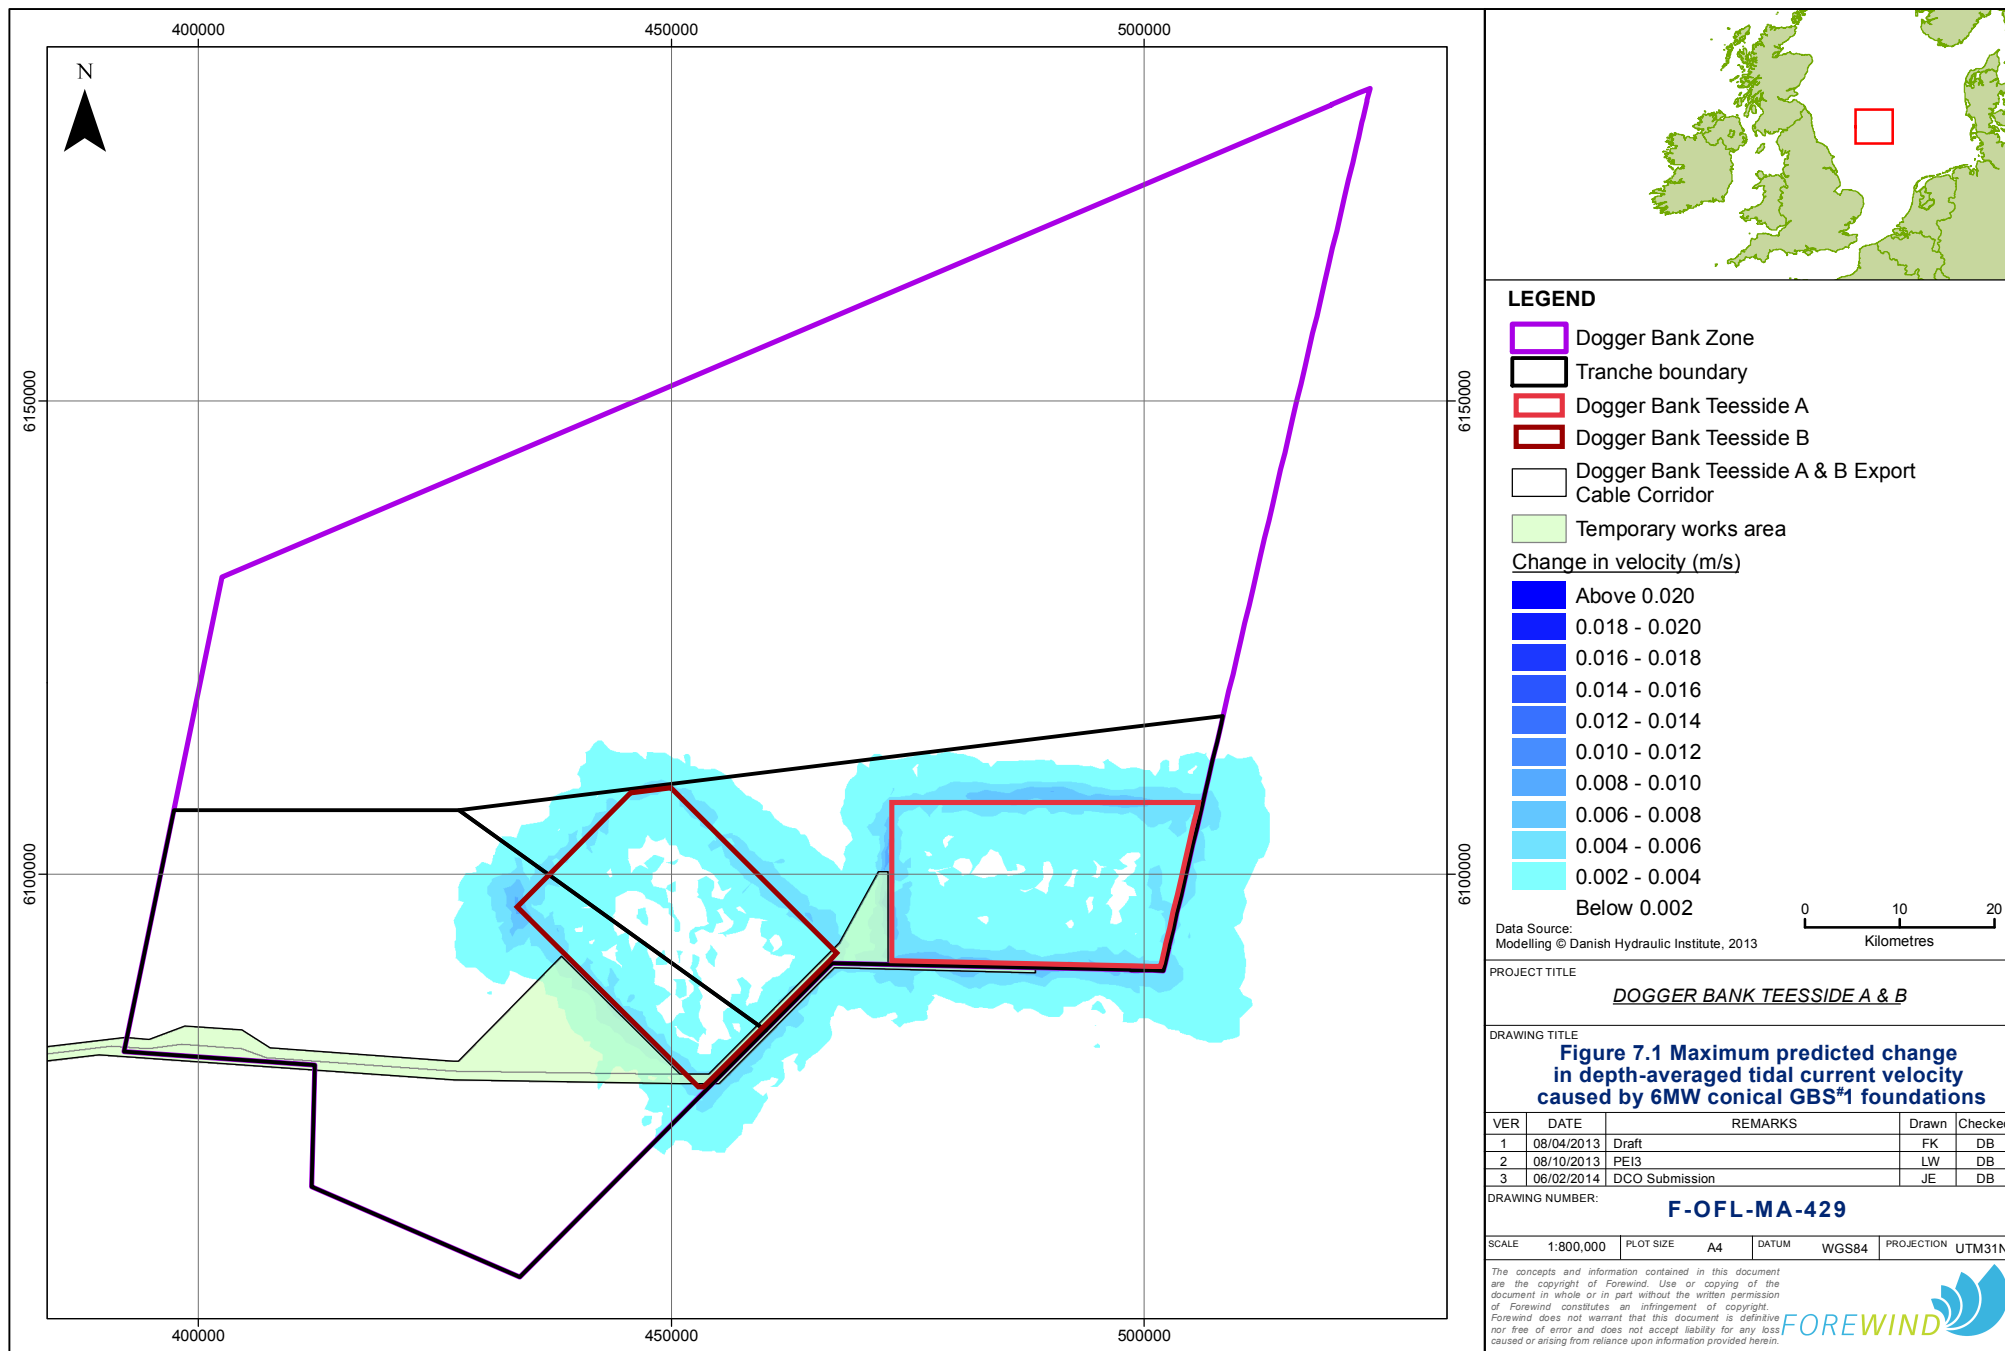 400000
450000
500000
N
6150000
6150000
6100000
6100000
400000
450000
500000
LEGEND
Dogger Bank Zone
Tranche boundary
Dogger Bank Teesside A
Dogger Bank Teesside B
Dogger Bank Teesside A & B Export
Cable Corridor
Temporary works area
Change in velocity (m/s)
Above 0.020
0.018 - 0.020
0.016 - 0.018
0.014 - 0.016
0.012 - 0.014
0.010 - 0.012
0.008 - 0.010
0.006 - 0.008
0.004 - 0.006
0.002 - 0.004
Below 0.002
0 10 20
Kilometres
Data Source:
Modelling © Danish Hydraulic Institute, 2013
PROJECT TITLE
DOGGER BANK TEESSIDE A & B
DRAWING TITLE
Figure 7.1 Maximum predicted change
in depth-averaged tidal current velocity
caused by 6MW conical GBS#1 foundations
VER DATE REMARKS Drawn Checked
1 08/04/2013 Draft FK DB
2 08/10/2013 PEI3 LW DB
3 06/02/2014 DCO Submission JE DB
DRAWING NUMBER:
F-OFL-MA-429
SCALE 1:800,000 PLOT SIZE A4 DATUM WGS84 PROJECTION UTM31N
The concepts and information contained in this document
are the copyright of Forewind. Use or copying of the
document in whole or in part without the written permission
of Forewind constitutes an infringement of copyright.
Forewind does not warrant that this document is definitive
nor free of error and does not accept liability for any loss
caused or arising from reliance upon information provided herein.
FOREWIND